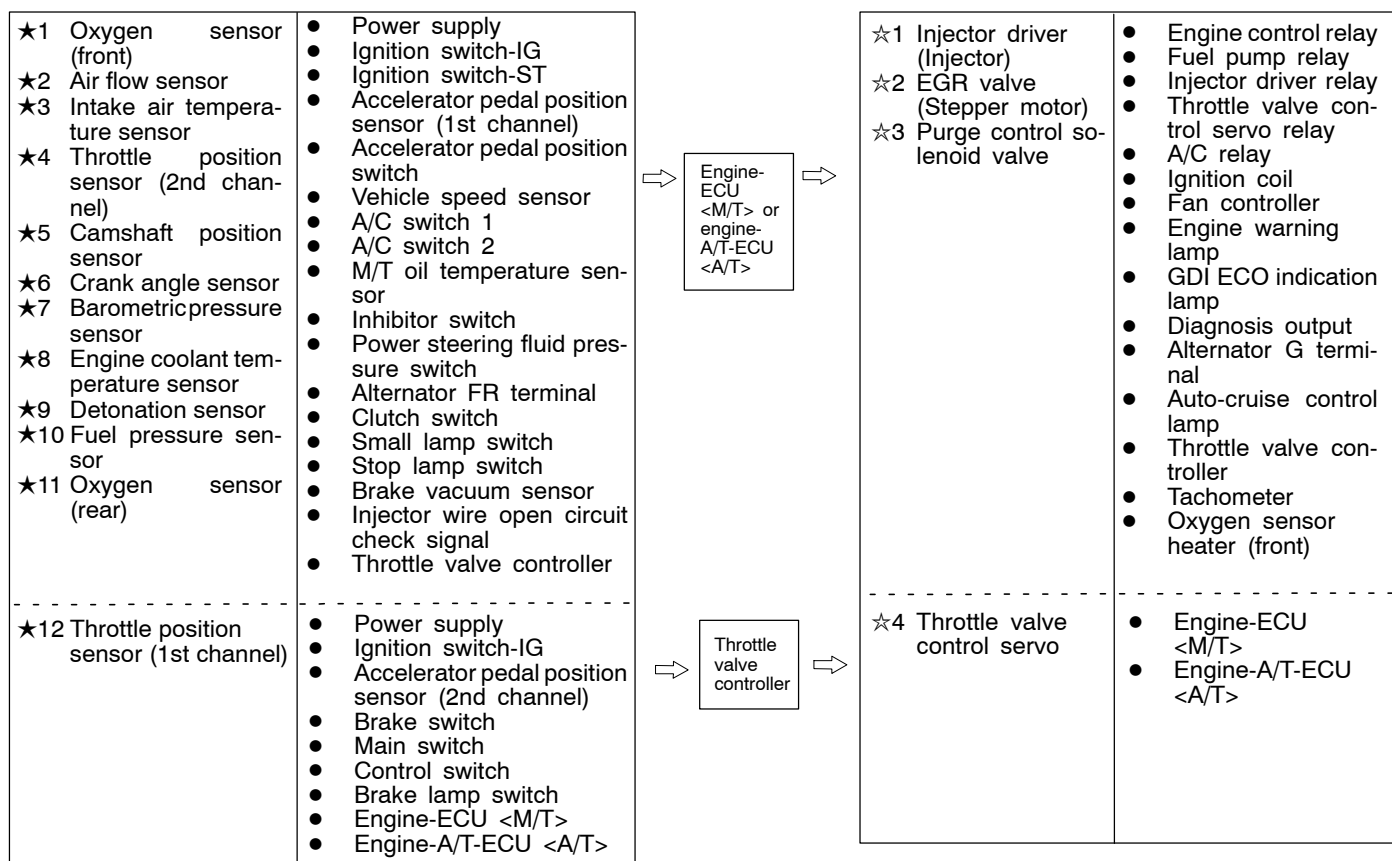 ★1 Oxygen sensor
(front)
★2 Air flow sensor
★3 Intake air tempera-
ture sensor
★4 Throttle position
sensor (2nd chan-
nel)
★5 Camshaft position
sensor
★6 Crank angle sensor
★7 Barometric pressure
sensor
★8 Engine coolant tem-
perature sensor
★9 Detonation sensor
★10 Fuel pressure sen-
sor
★11 Oxygen sensor
(rear)
● Power supply
● Ignition switch-IG
● Ignition switch-ST
● Accelerator pedal position
sensor (1st channel)
● Accelerator pedal position
switch
● Vehicle speed sensor
● A/C switch 1
● A/C switch 2
● M/T oil temperature sen-
sor
● Inhibitor switch
● Power steering fluid pres-
sure switch
● Alternator FR terminal
● Clutch switch
● Small lamp switch
● Stop lamp switch
● Brake vacuum sensor
● Injector wire open circuit
check signal
● Throttle valve controller
⇨
Engine-
ECU
<M/T> or
engine-
A/T-ECU
<A/T>
⇨
☆1 Injector driver
(Injector)
☆2 EGR valve
(Stepper motor)
☆3 Purge control so-
lenoid valve
● Engine control relay
● Fuel pump relay
● Injector driver relay
● Throttle valve con-
trol servo relay
● A/C relay
● Ignition coil
● Fan controller
● Engine warning
lamp
● GDI ECO indication
lamp
● Diagnosis output
● Alternator G termi-
nal
● Auto-cruise control
lamp
● Throttle valve con-
troller
● Tachometer
● Oxygen sensor
heater (front)
★12 Throttle position
sensor (1st channel)
● Power supply
● Ignition switch-IG
● Accelerator pedal position
sensor (2nd channel)
● Brake switch
● Main switch
● Control switch
● Brake lamp switch
● Engine-ECU <M/T>
● Engine-A/T-ECU <A/T>
⇨
Throttle
valve
controller
⇨
☆4 Throttle valve
control servo
● Engine-ECU
<M/T>
● Engine-A/T-ECU
<A/T>